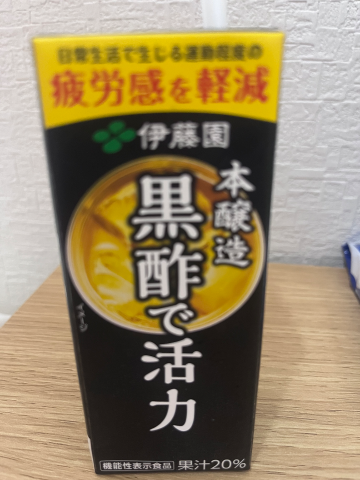 日常生活で生じる運動程度の
疲労感を軽減
伊藤園
本醸造
黒酢で活力
イメージ
機能性表示食品 果汁20%